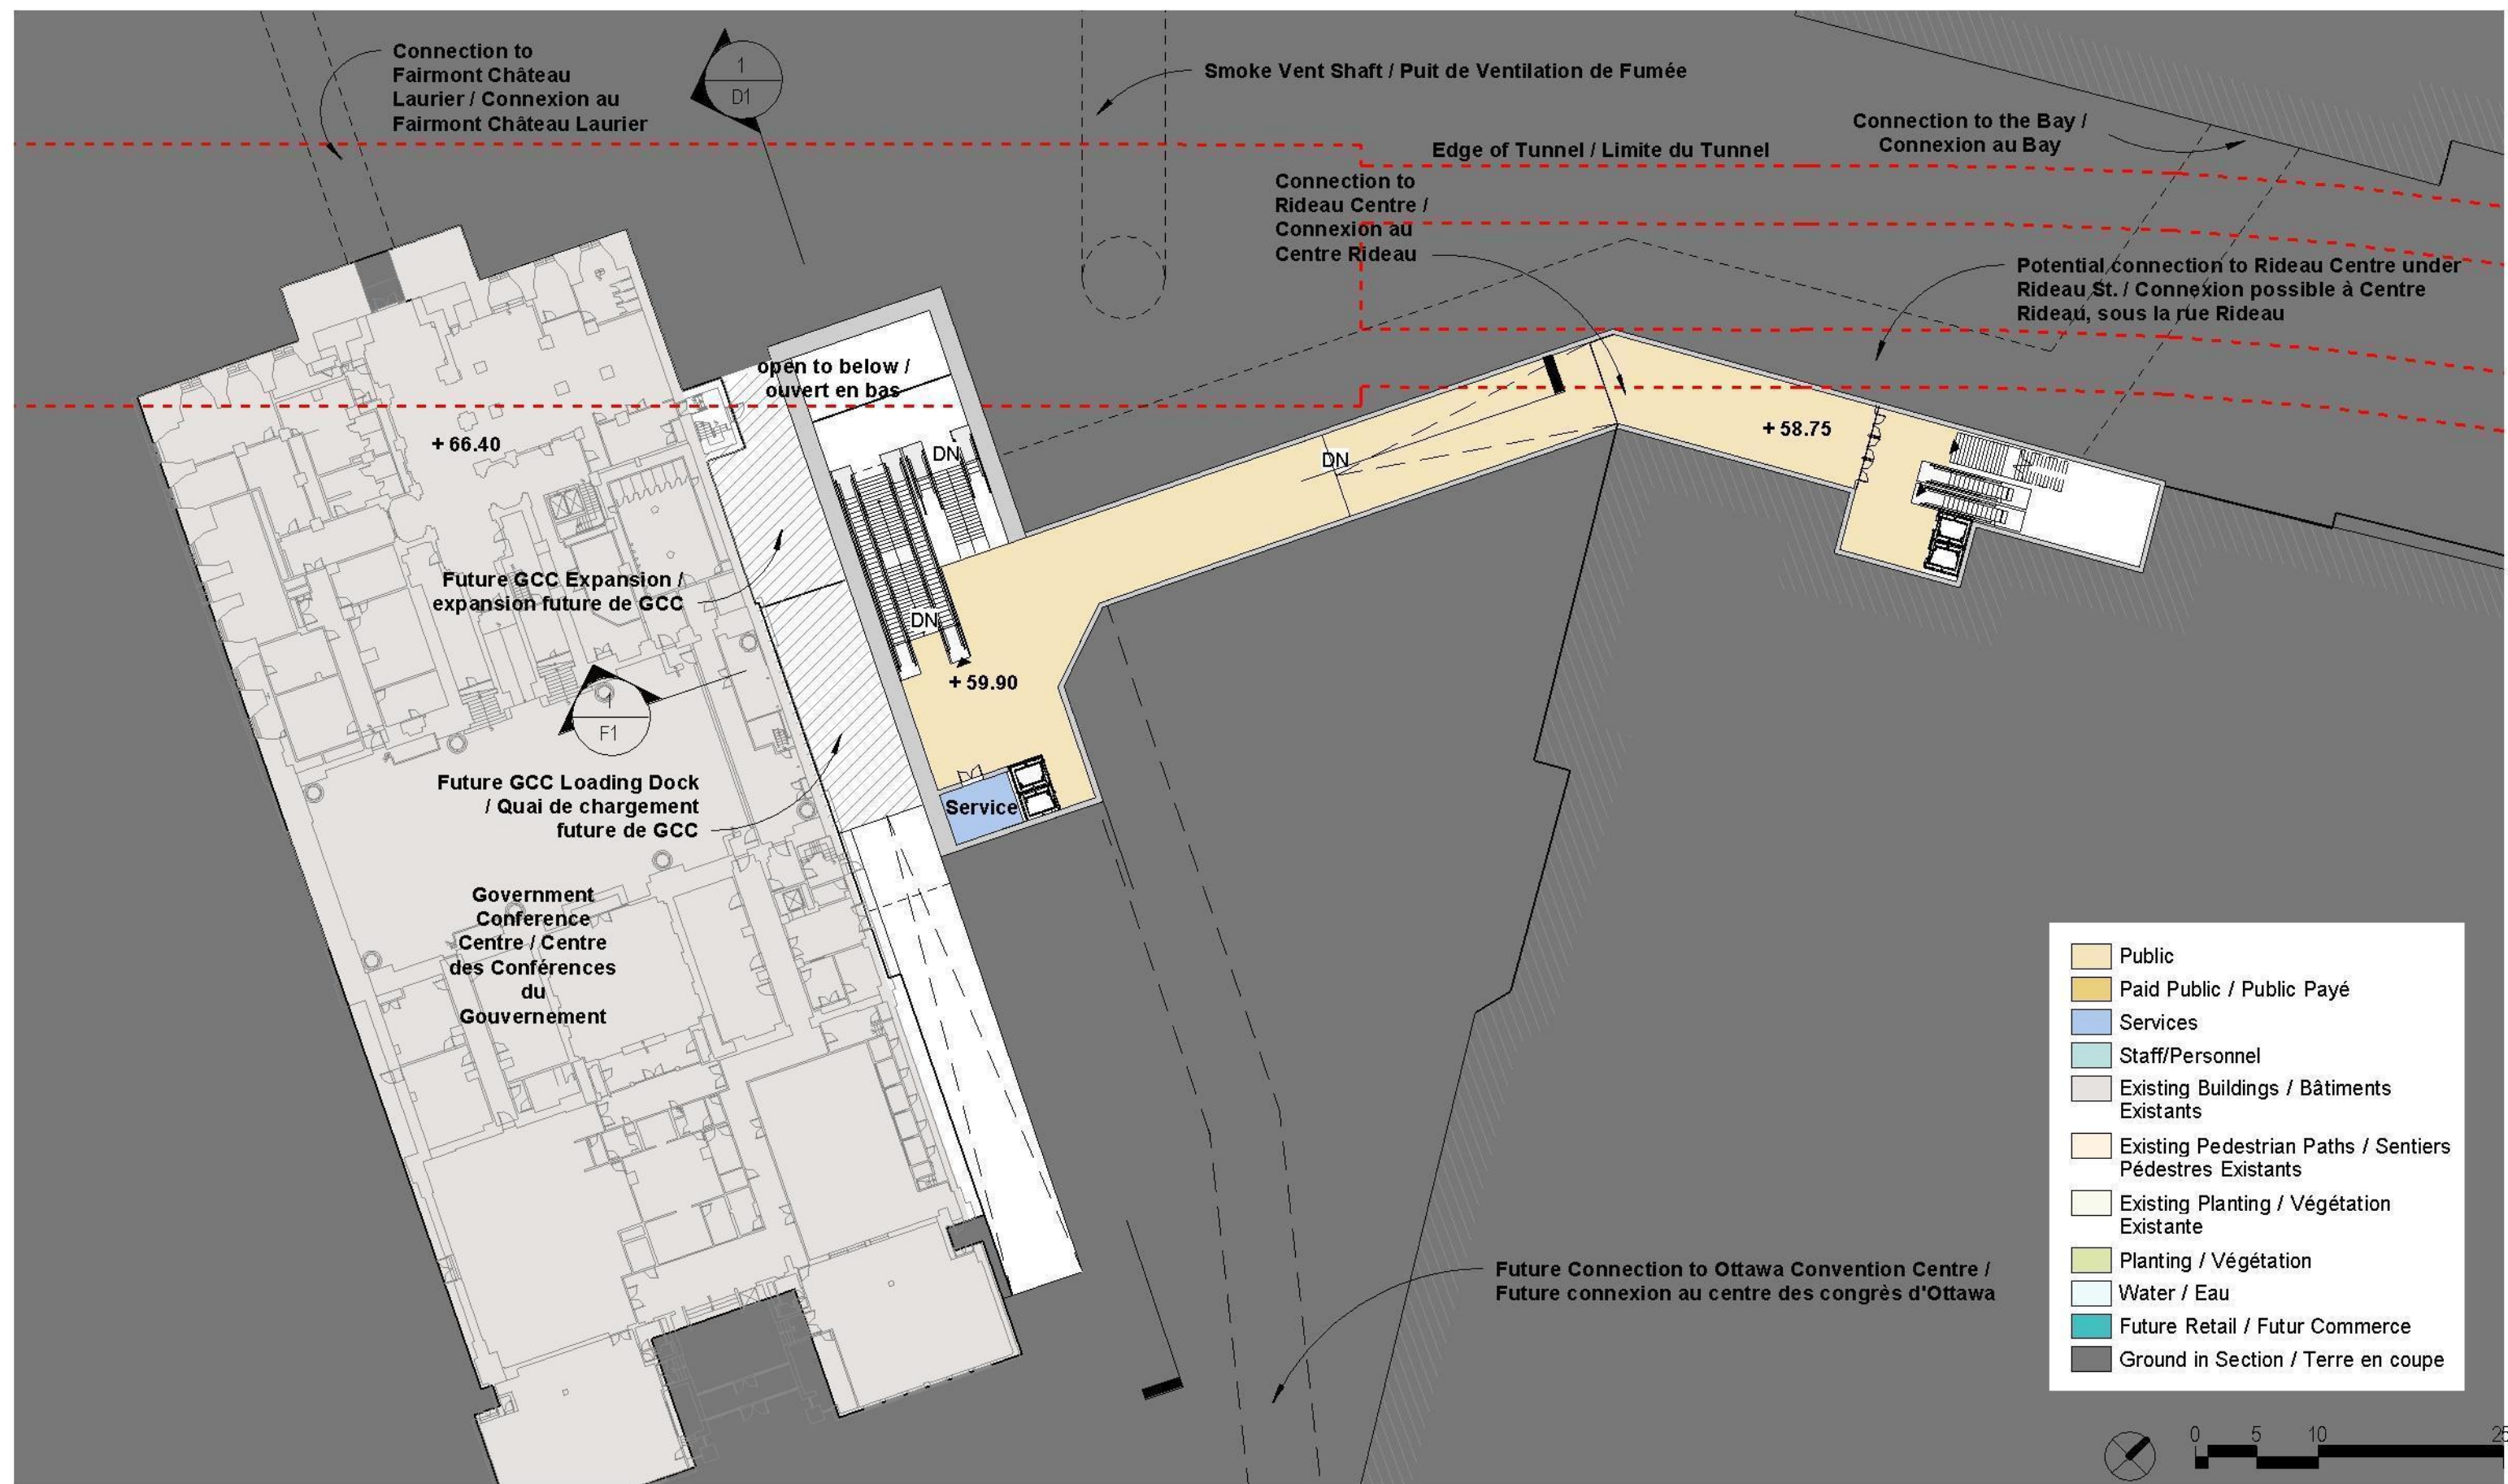 Connection to
Fairmont Château
Laurier / Connexion au
Fairmont Château Laurier
1
D1
Smoke Vent Shaft / Puit de Ventilation de Fumée
Connection to the Bay /
Connexion au Bay
Edge of Tunnel / Limite du Tunnel
Connection to
Rideau Centre /
Connexion au
Centre Rideau
Potential connection to Rideau Centre under
Rideau St. / Connexion possible à Centre
Rideau, sous la rue Rideau
open to below /
ouvert en bas
+ 66.40
DN
DN
+ 58.75
Future GCC Expansion /
expansion future de GCC
DN
+ 59.90
1
F1
Future GCC Loading Dock
/ Quai de chargement
future de GCC
Service
Government
Conference
Centre / Centre
des Conférences
du
Gouvernement
Future Connection to Ottawa Convention Centre /
Future connexion au centre des congrès d'Ottawa
Public
Paid Public / Public Payé
Services
Staff/Personnel
Existing Buildings / Bâtiments
Existants
Existing Pedestrian Paths / Sentiers
Pédestres Existants
Existing Planting / Végétation
Existante
Planting / Végétation
Water / Eau
Future Retail / Futur Commerce
Ground in Section / Terre en coupe
0 5 10 25